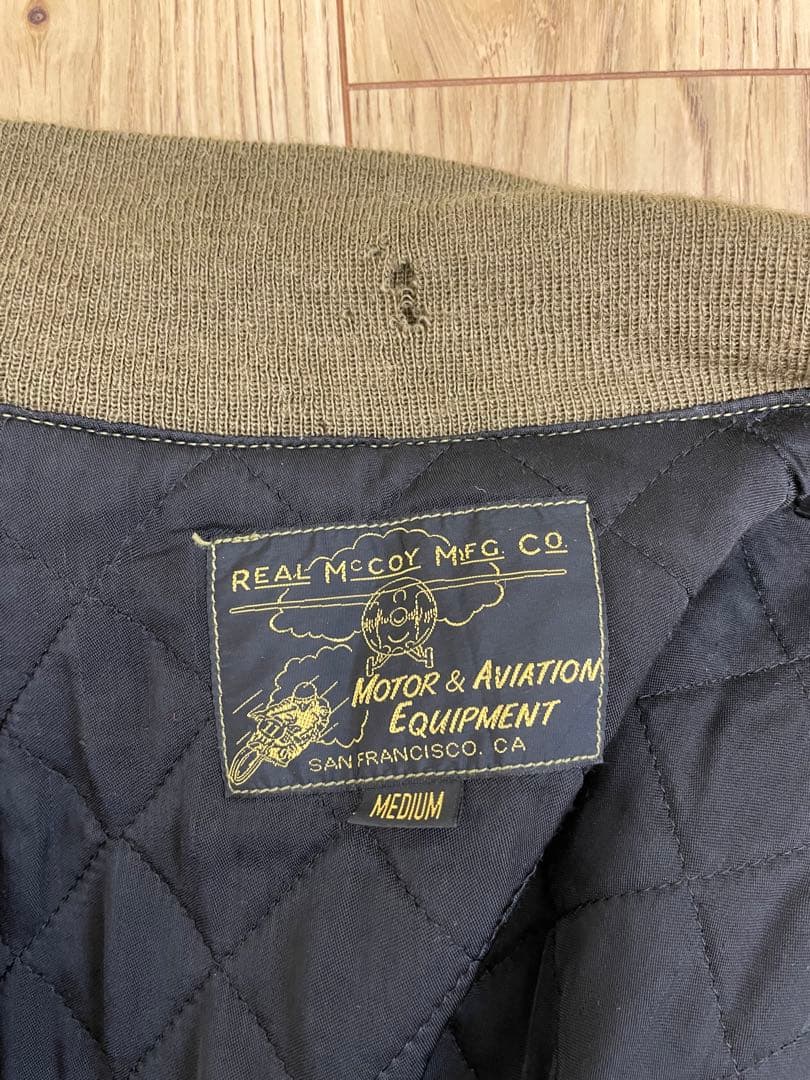 REAL MCCOY MFG. CO.
MOTOR & AVIATION
EQUIPMENT
SAN FRANCISCO. CA
MEDIUM